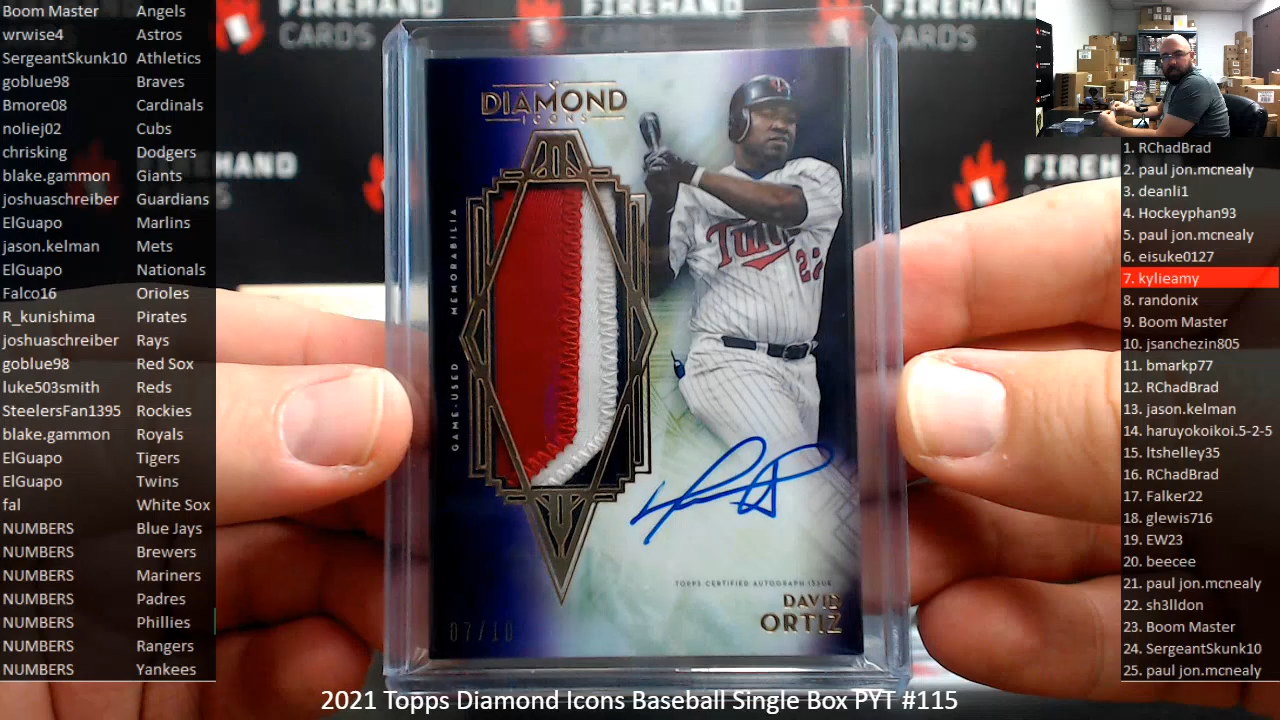 Boom Master Angels
wrwise4 Astros
SergeantSkunk10 Athletics
goblue98 Braves
Bmore08 Cardinals
noliej02 Cubs
chrisking Dodgers
blake.gammon Giants
joshuaschreiber Guardians
ElGuapo Marlins
jason.kelman Mets
ElGuapo Nationals
Falco16 Orioles
R_kunishima Pirates
joshuaschreiber Rays
goblue98 Red Sox
luke503smith Reds
SteelersFan1395 Rockies
blake.gammon Royals
ElGuapo Tigers
ElGuapo Twins
fal White Sox
NUMBERS Blue Jays
NUMBERS Brewers
NUMBERS Mariners
NUMBERS Padres
NUMBERS Phillies
NUMBERS Rangers
NUMBERS Yankees
FIREHAND
CARDS
FIREHAND
CARDS
FIREHAND
CARDS
DIAMOND
ICONS
GAME-USED MEMORABILIA
Twins
22
TOPPS CERTIFIED AUTOGRAPH ISSUE
DAVID
ORTIZ
07/10
1. RChadBrad
2. paul jon.mcnealy
3. deanli1
4. Hockeyphan93
5. paul jon.mcnealy
6. eisuke0127
7. kylieamy
8. randonix
9. Boom Master
10. jsanchezin805
11. bmarkp77
12. RChadBrad
13. jason.kelman
14. haruyokoikoi.5-2-5
15. Itshelley35
16. RChadBrad
17. Falker22
18. glewis716
19. EW23
20. beecee
21. paul jon.mcnealy
22. sh3lldon
23. Boom Master
24. SergeantSkunk10
25. paul jon.mcnealy
2021 Topps Diamond Icons Baseball Single Box PYT #115